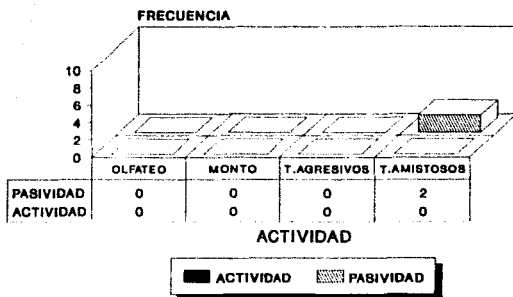 FRECUENCIA
10
8
6
4
2
0
OLFATEO MONTO T.AGRESIVOS T.AMISTOSOS
PASIVIDAD 0 0 0 2
ACTIVIDAD 0 0 0 0
ACTIVIDAD
ACTIVIDAD PASIVIDAD